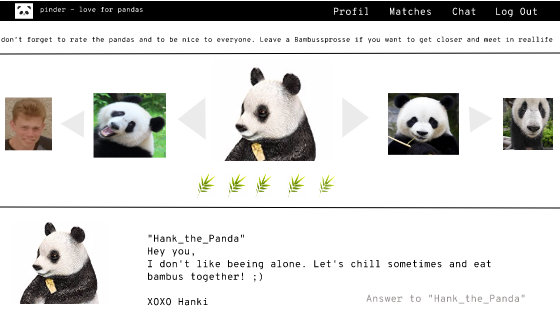 pinder - love for pandas
Profil Matches Chat Log Out
don't forget to rate the pandas and to be nice to everyone. Leave a Bambussprosse if you want to get closer and meet in reallife
"Hank_the_Panda"
Hey you,
I don't like beeing alone. Let's chill sometimes and eat
bambus together! ;)
XOXO Hanki
Answer to "Hank_the_Panda"